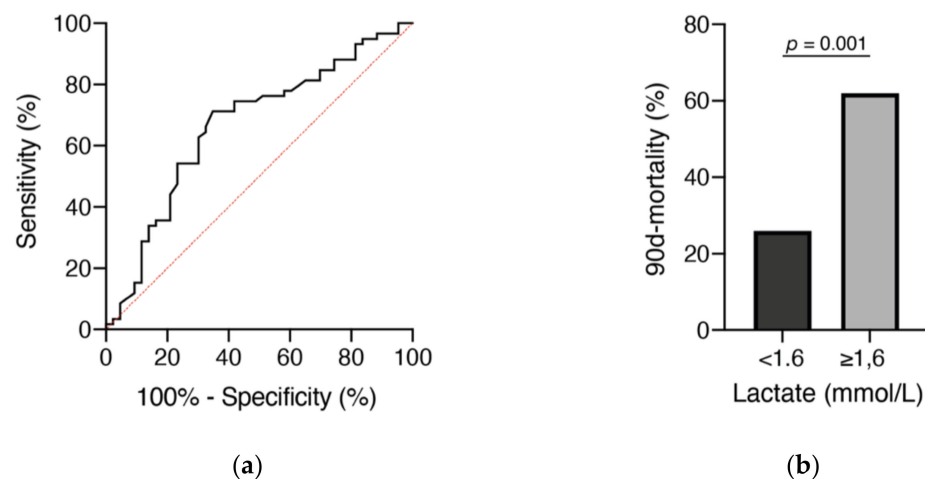 100
80
60
40
20
0
Sensitivity (%)
0 20 40 60 80 100
100% - Specificity (%)
(a)
80
60
40
20
0
90d-mortality (%)
p = 0.001
<1.6 ≥1,6
Lactate (mmol/L)
(b)